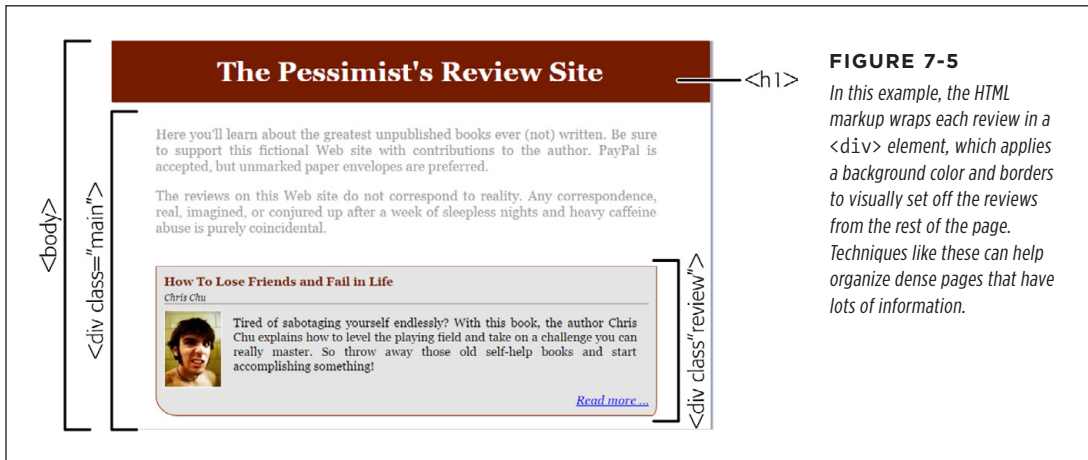 The Pessimist's Review Site
<h1>
FIGURE 7-5
In this example, the HTML
markup wraps each review in a
<div> element, which applies
a background color and borders
to visually set off the reviews
from the rest of the page.
Techniques like these can help
organize dense pages that have
lots of information.
<body>
<div class="main">
Here you'll learn about the greatest unpublished books ever (not) written. Be sure
to support this fictional Web site with contributions to the author. PayPal is
accepted, but unmarked paper envelopes are preferred.
The reviews on this Web site do not correspond to reality. Any correspondence,
real, imagined, or conjured up after a week of sleepless nights and heavy caffeine
abuse is purely coincidental.
<div class"review">
How To Lose Friends and Fail in Life
Chris Chu
Tired of sabotaging yourself endlessly? With this book, the author Chris
Chu explains how to level the playing field and take on a challenge you can
really master. So throw away those old self-help books and start
accomplishing something!
Read more ...